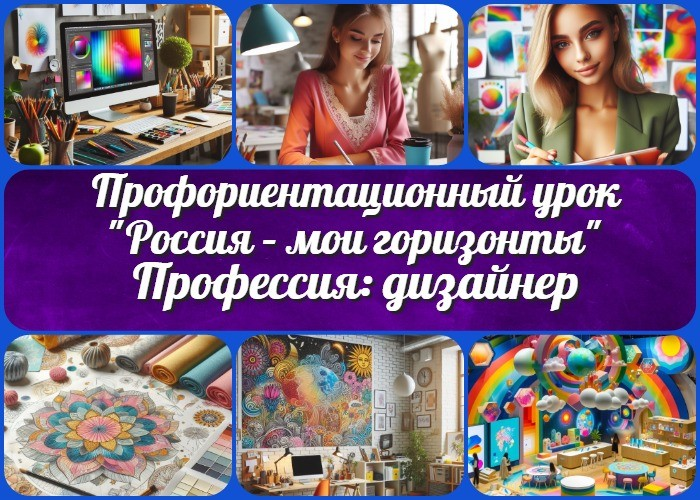 Профориентационный урок
"Россия – мои горизонты"
Профессия: дизайнер